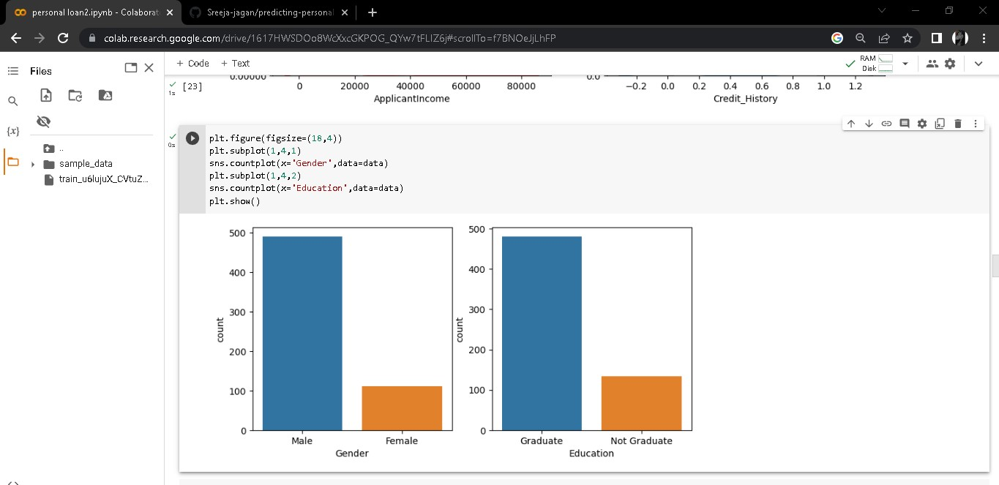 personal loan2.ipynb - Colaborat
Sreeja-jagan/predicting-personal
colab.research.google.com/drive/1617HWSDOo8WcXxcGKPOG_QYw7tFLIZ6j#scrollTo=f7BNOeJjLhFP
Files
+ Code + Text
RAM
Disk
{x}
..
sample_data
train_u6lujuX_CVtuZ...
1s
[23]
0.00000
0 20000 40000 60000 80000
ApplicantIncome
0.0
−0.2 0.0 0.2 0.4 0.6 0.8 1.0 1.2
Credit_History
0s
plt.figure(figsize=(18,4))
plt.subplot(1,4,1)
sns.countplot(x='Gender',data=data)
plt.subplot(1,4,2)
sns.countplot(x='Education',data=data)
plt.show()
500
400
300
200
100
0
count
Male Female
Gender
500
400
300
200
100
0
count
Graduate Not Graduate
Education